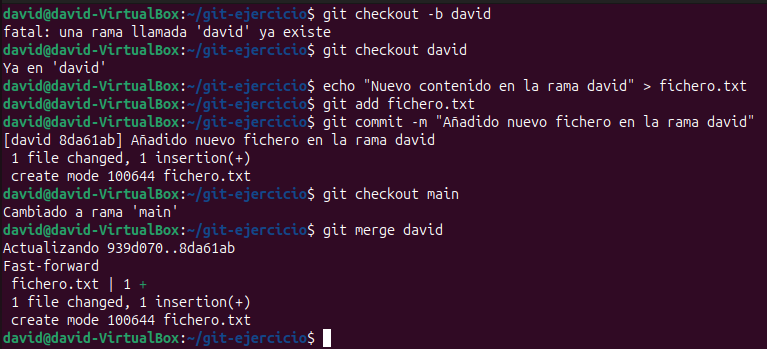 david@david-VirtualBox:~/git-ejercicio$ git checkout -b david
fatal: una rama llamada 'david' ya existe
david@david-VirtualBox:~/git-ejercicio$ git checkout david
Ya en 'david'
david@david-VirtualBox:~/git-ejercicio$ echo "Nuevo contenido en la rama david" > fichero.txt
david@david-VirtualBox:~/git-ejercicio$ git add fichero.txt
david@david-VirtualBox:~/git-ejercicio$ git commit -m "Añadido nuevo fichero en la rama david"
[david 8da61ab] Añadido nuevo fichero en la rama david
 1 file changed, 1 insertion(+)
 create mode 100644 fichero.txt
david@david-VirtualBox:~/git-ejercicio$ git checkout main
Cambiado a rama 'main'
david@david-VirtualBox:~/git-ejercicio$ git merge david
Actualizando 939d070..8da61ab
Fast-forward
 fichero.txt | 1 +
 1 file changed, 1 insertion(+)
 create mode 100644 fichero.txt
david@david-VirtualBox:~/git-ejercicio$